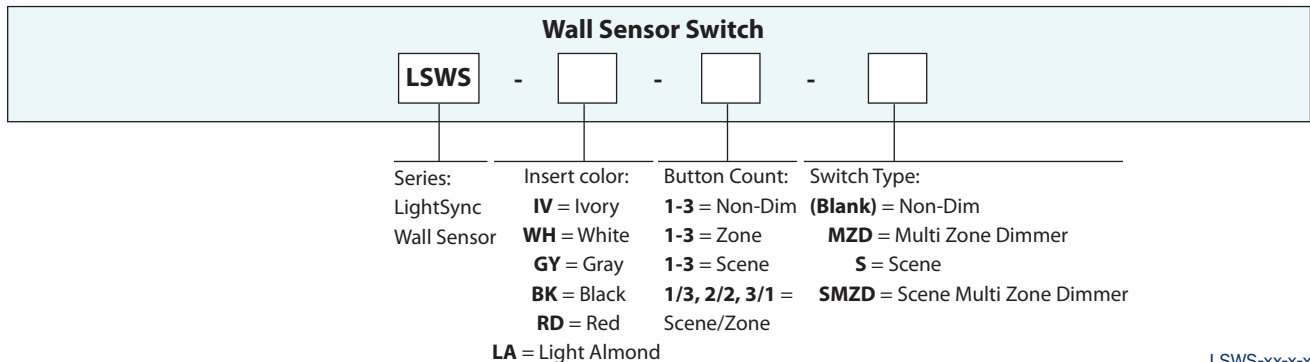 Wall Sensor Switch
LSWS - - -
Series:
LightSync
Wall Sensor
Insert color:
IV = Ivory
WH = White
GY = Gray
BK = Black
RD = Red
LA = Light Almond
Button Count:
1-3 = Non-Dim
1-3 = Zone
1-3 = Scene
1/3, 2/2, 3/1 =
Scene/Zone
Switch Type:
(Blank) = Non-Dim
MZD = Multi Zone Dimmer
S = Scene
SMZD = Scene Multi Zone Dimmer
LSWS-xx-x-x